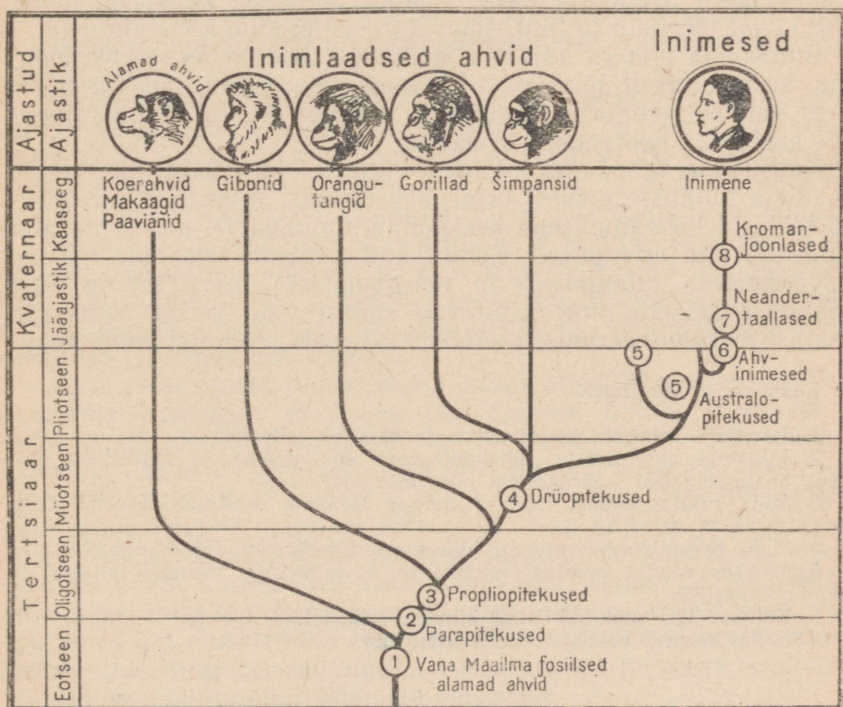 Ajastud
Ajastik
Alamad ahvid
Inimlaadsed ahvid
Inimesed
Koerahvid
Makaagid
Paavianid
Gibonid
Orangu-
tangid
Gorillad
Šimpansid
Inimene
Kvaternaar
Kaasaeg
Jääajastik
Tertsiaar
Pliotseen
Müotseen
Oligotseen
Eotseen
8 Kroman-
joonlased
7 Neander-
taallased
6 Ahv-
inimesed
5
5
Australo-
pitekused
4 Drüopitekused
3 Propliopitekused
2 Parapitekused
1 Vana Maailma fosiilsed
alamad ahvid